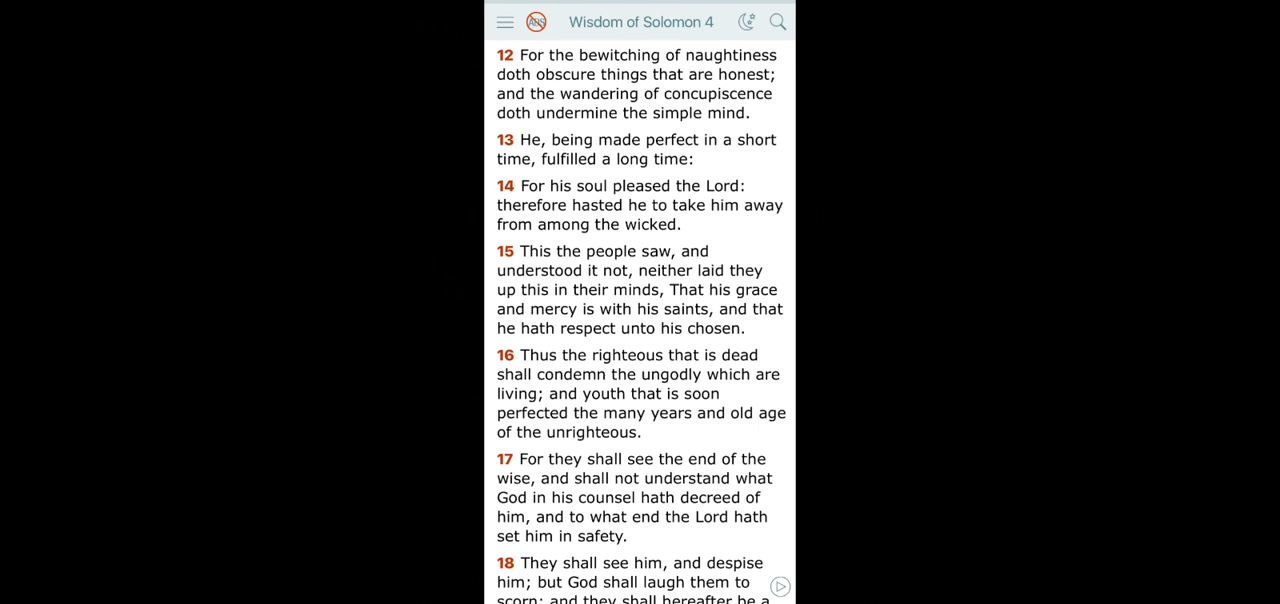 ADS
Wisdom of Solomon 4
12 For the bewitching of naughtiness
doth obscure things that are honest;
and the wandering of concupiscence
doth undermine the simple mind.
13 He, being made perfect in a short
time, fulfilled a long time:
14 For his soul pleased the Lord:
therefore hasted he to take him away
from among the wicked.
15 This the people saw, and
understood it not, neither laid they
up this in their minds, That his grace
and mercy is with his saints, and that
he hath respect unto his chosen.
16 Thus the righteous that is dead
shall condemn the ungodly which are
living; and youth that is soon
perfected the many years and old age
of the unrighteous.
17 For they shall see the end of the
wise, and shall not understand what
God in his counsel hath decreed of
him, and to what end the Lord hath
set him in safety.
18 They shall see him, and despise
him; but God shall laugh them to
scorn: and they shall hereafter be a